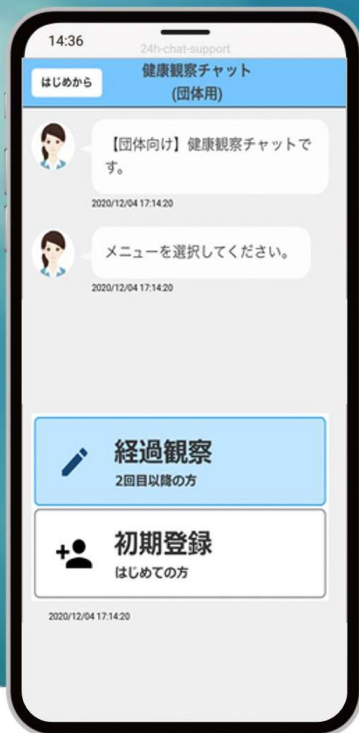 14:36
24h-chat-support
はじめから
健康観察チャット
(団体用)
【団体向け】健康観察チャットで
す。
2020/12/04 17:14:20
メニューを選択してください。
2020/12/04 17:14:20
経過観察
2回目以降の方
初期登録
はじめての方
2020/12/04 17:14:20